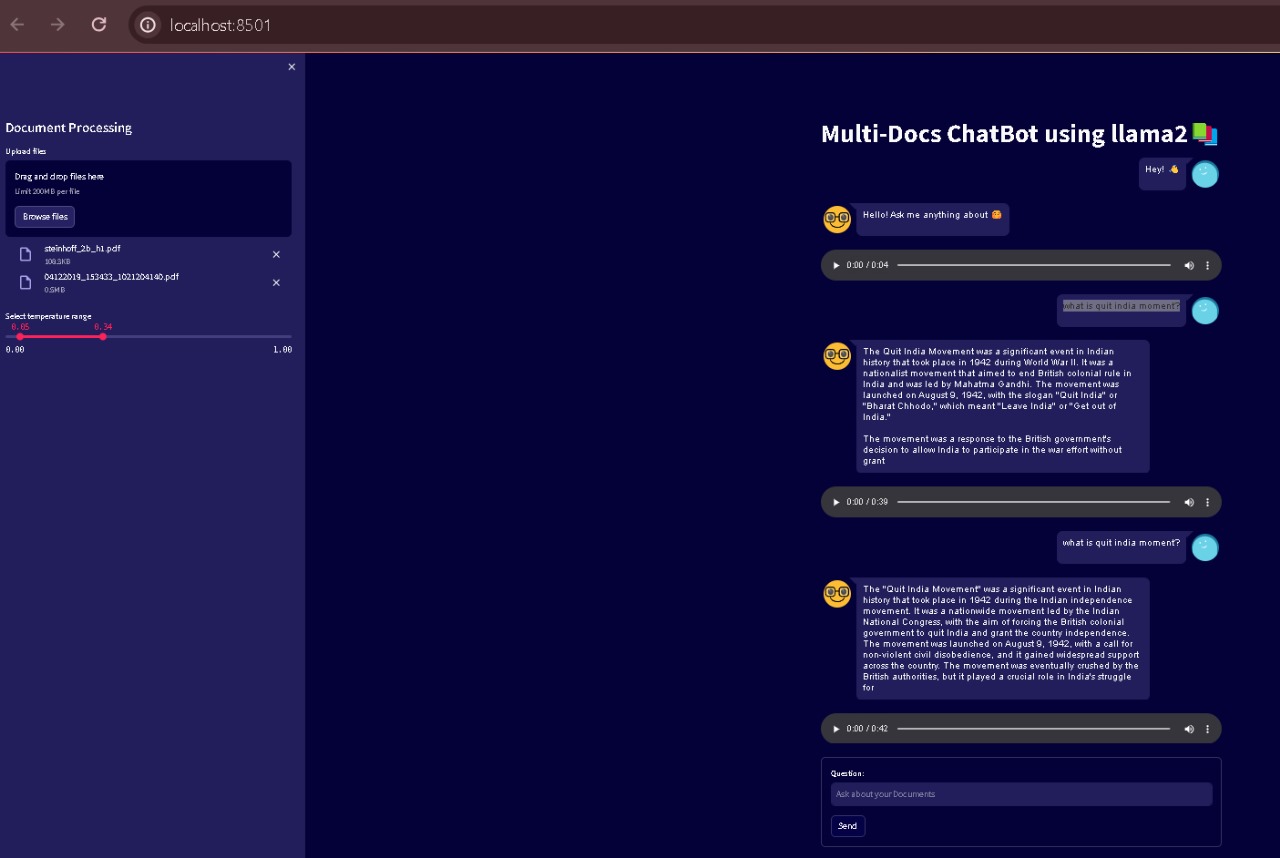 localhost:8501
Document Processing
Upload files
Drag and drop files here
Limit 200MB per file
Browse files
steinhoff_2b_h1.pdf
108.3KB
04122019_153433_1021204140.pdf
0.5MB
Select temperature range
0.05 0.34
0.00 1.00
Multi-Docs ChatBot using llama2
Hey!
Hello! Ask me anything about
0:00 / 0:04
what is quit india moment?
The Quit India Movement was a significant event in Indian
history that took place in 1942 during World War II. It was a
nationalist movement that aimed to end British colonial rule in
India and was led by Mahatma Gandhi. The movement was
launched on August 9, 1942, with the slogan "Quit India" or
"Bharat Chhodo," which meant "Leave India" or "Get out of
India."
The movement was a response to the British government's
decision to allow India to participate in the war effort without
grant
0:00 / 0:39
what is quit india moment?
The "Quit India Movement" was a significant event in Indian
history that took place in 1942 during the Indian independence
movement. It was a nationwide movement led by the Indian
National Congress, with the aim of forcing the British colonial
government to quit India and grant the country independence.
The movement was launched on August 9, 1942, with a call for
non-violent civil disobedience, and it gained widespread support
across the country. The movement was eventually crushed by the
British authorities, but it played a crucial role in India's struggle
for
0:00 / 0:42
Question:
Ask about your Documents
Send